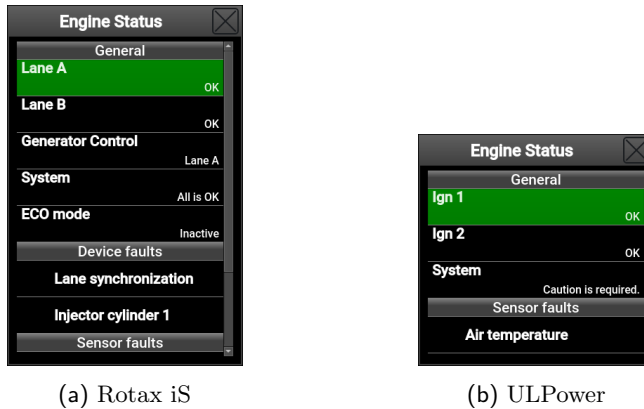 Engine Status
General
Lane A
OK
Lane B
OK
Generator Control
Lane A
System
All is OK
ECO mode
Inactive
Device faults
Lane synchronization
Injector cylinder 1
Sensor faults
(a) Rotax iS
Engine Status
General
Ign 1
OK
Ign 2
OK
System
Caution is required.
Sensor faults
Air temperature
(b) ULPower